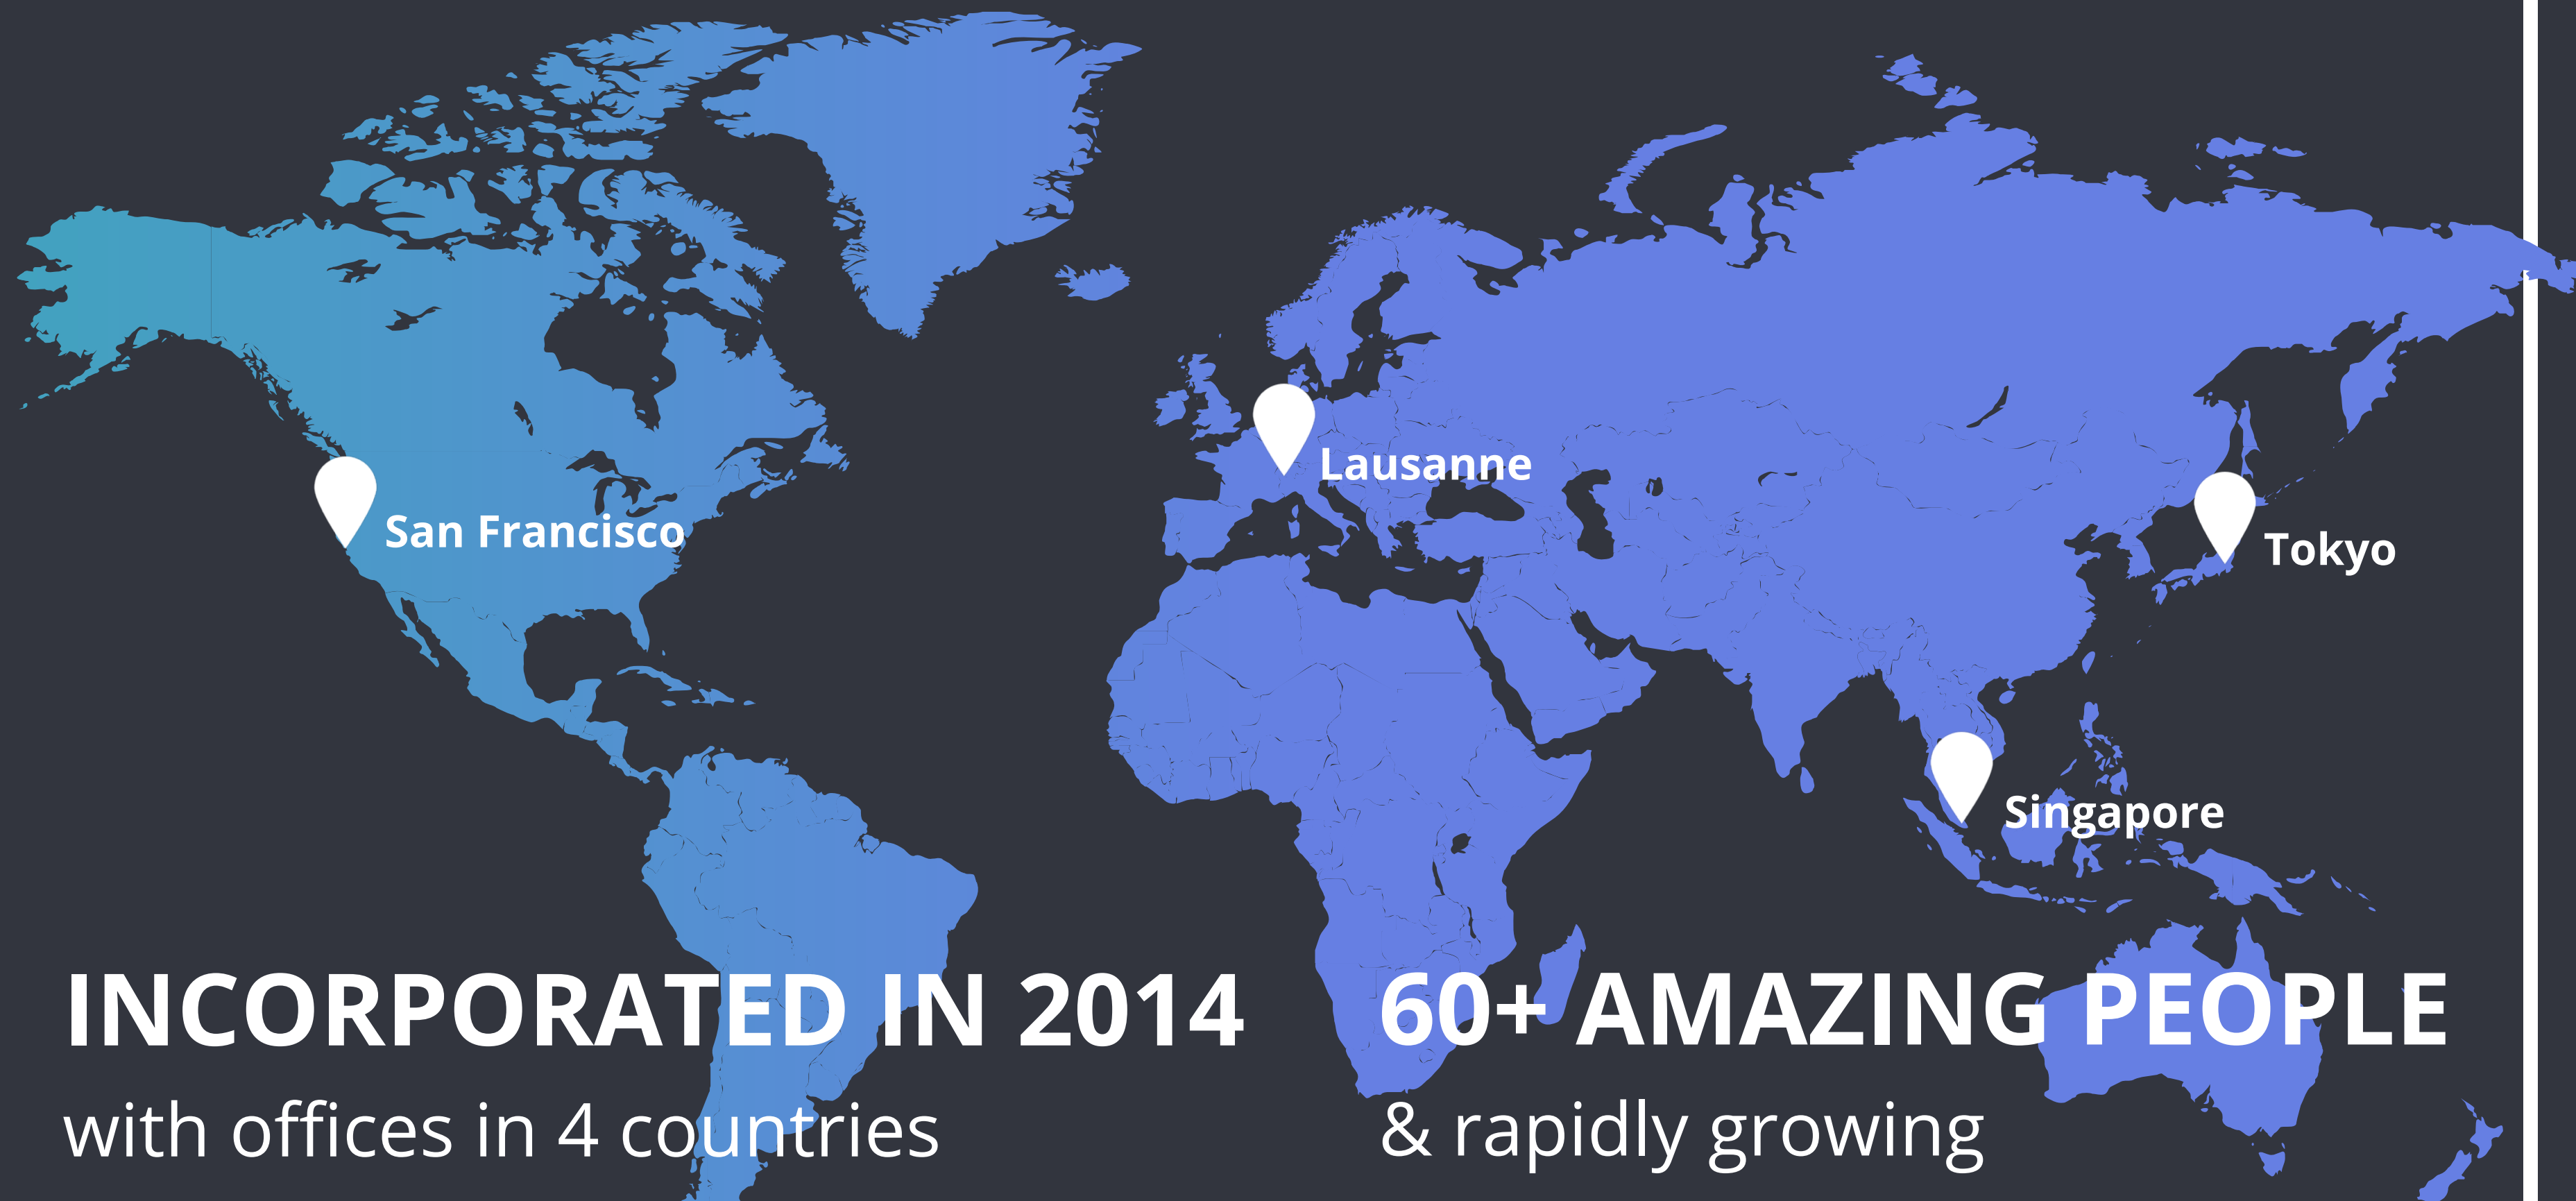 Lausanne
San Francisco
Tokyo
Singapore
INCORPORATED IN 2014
with offices in 4 countries
60+ AMAZING PEOPLE
& rapidly growing